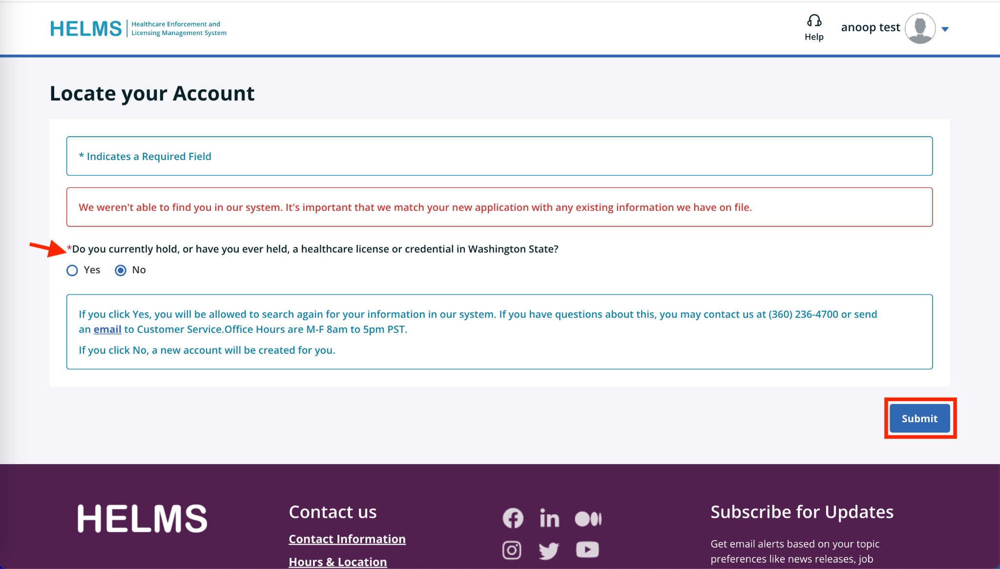 HELMS
Healthcare Enforcement and
Licensing Management System
Help
anoop test
Locate your Account
* Indicates a Required Field
We weren't able to find you in our system. It's important that we match your new application with any existing information we have on file.
*Do you currently hold, or have you ever held, a healthcare license or credential in Washington State?
Yes
No
If you click Yes, you will be allowed to search again for your information in our system. If you have questions about this, you may contact us at (360) 236-4700 or send
an email to Customer Service.Office Hours are M-F 8am to 5pm PST.
If you click No, a new account will be created for you.
Submit
HELMS
Contact us
Contact Information
Hours & Location
Subscribe for Updates
Get email alerts based on your topic
preferences like news releases, job